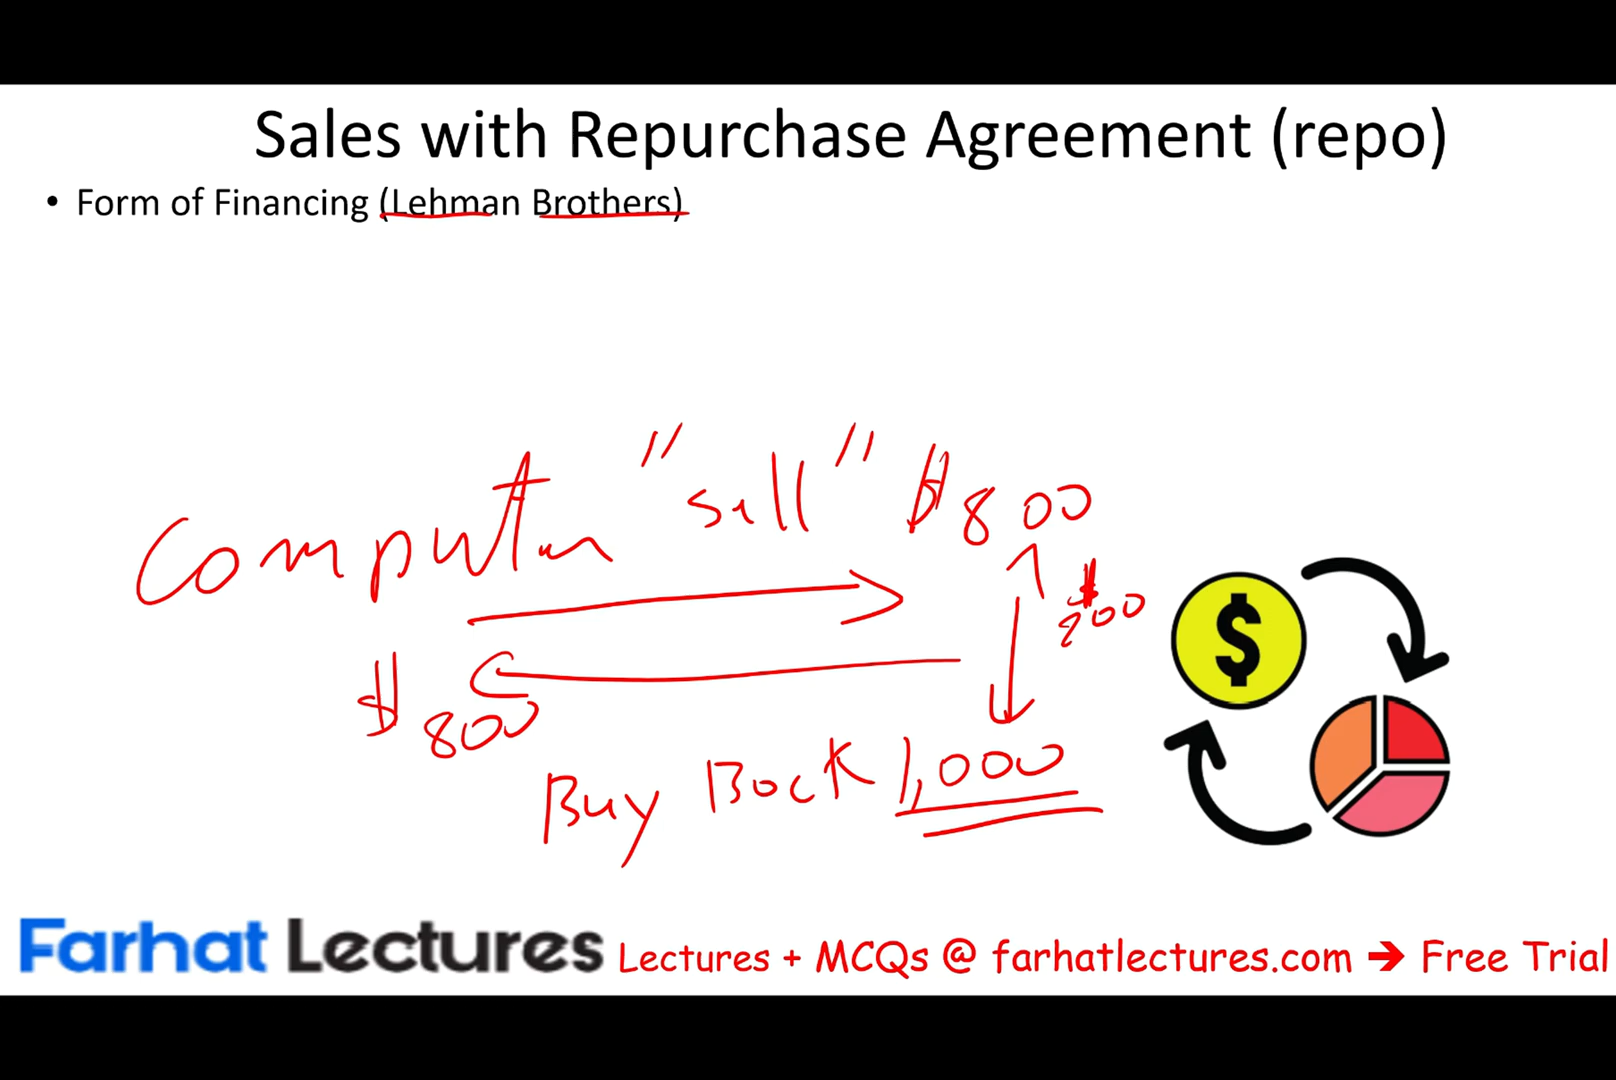 Sales with Repurchase Agreement (repo)
• Form of Financing (Lehman Brothers)
Computer "sell" $800
$200
$800
Buy Back 1,000
$
Farhat Lectures Lectures + MCQs @ farhatlectures.com → Free Trial